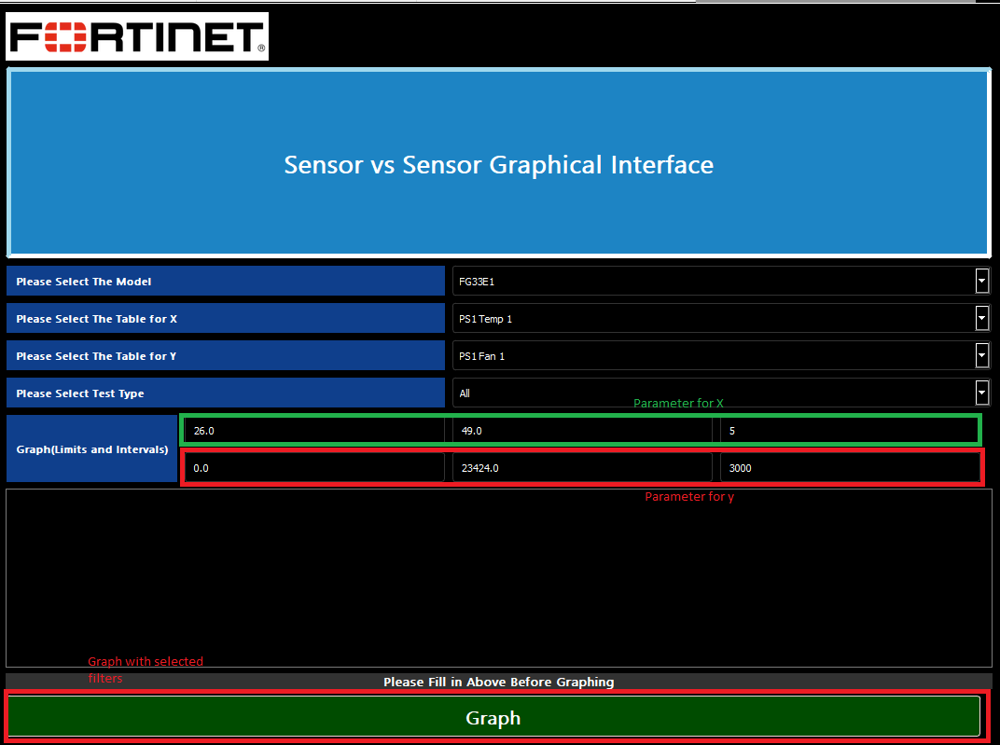 FORTINET®
Sensor vs Sensor Graphical Interface
Please Select The Model
FG33E1
Please Select The Table for X
PS1 Temp 1
Please Select The Table for Y
PS1 Fan 1
Please Select Test Type
All
Parameter for X
Graph(Limits and Intervals)
26.0 49.0 5
0.0 23424.0 3000
Parameter for y
Graph with selected
filters
Please Fill in Above Before Graphing
Graph